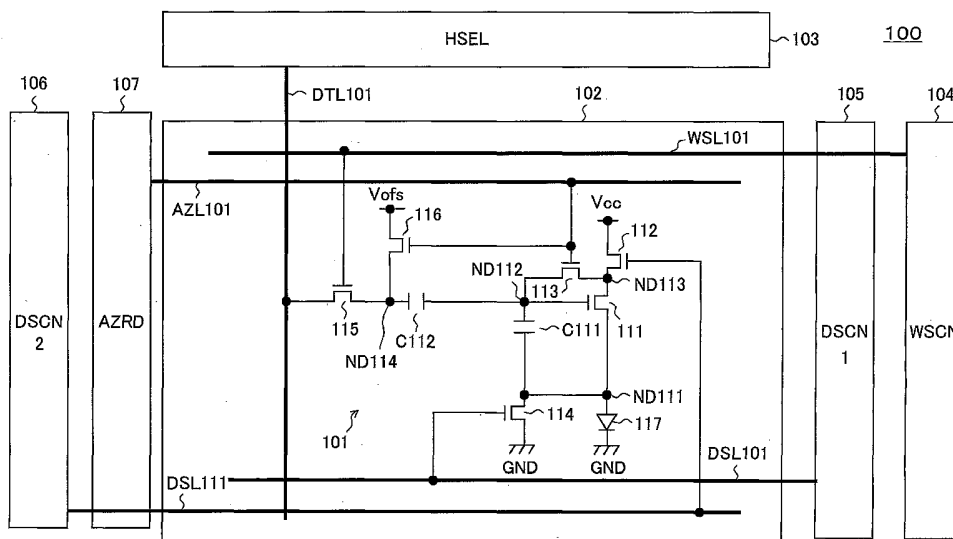 HSEL
103
100
106
107
DTL101
102
105
104
WSL101
AZL101
Vofs
116
Vcc
112
ND112
113
ND113
DSCN
2
AZRD
115
C112
C111
111
DSCN
1
WSCN
ND114
ND111
101
114
117
GND
GND
DSL101
DSL111